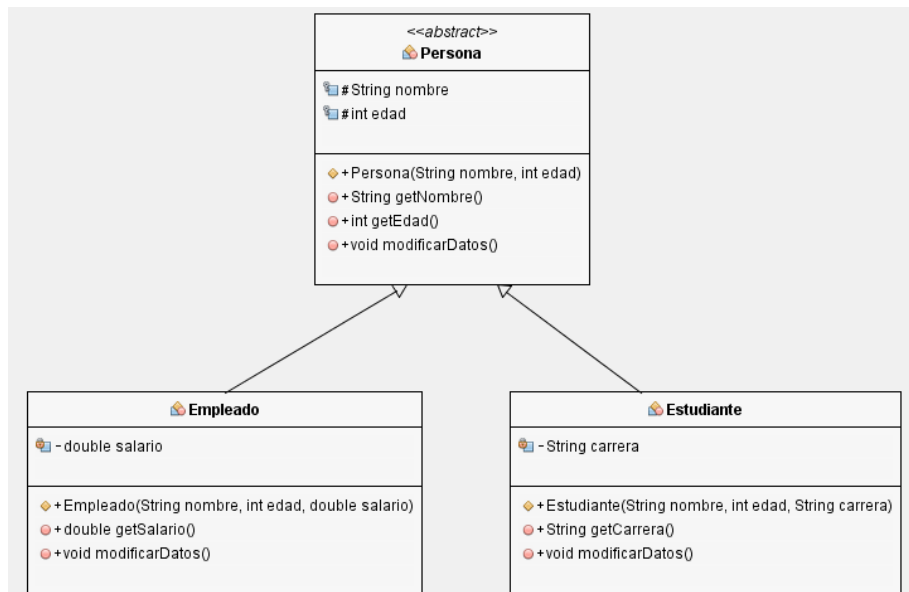 <<abstract>>
Persona
# String nombre
# int edad
+ Persona(String nombre, int edad)
+ String getNombre()
+ int getEdad()
+ void modificarDatos()
Empleado
- double salario
+ Empleado(String nombre, int edad, double salario)
+ double getSalario()
+ void modificarDatos()
Estudiante
- String carrera
+ Estudiante(String nombre, int edad, String carrera)
+ String getCarrera()
+ void modificarDatos()